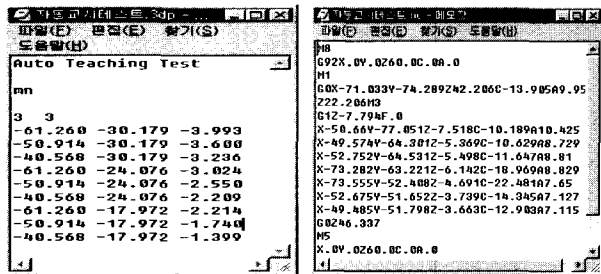 파일(F) 편집(E) 찾기(S)
도움말(H)
Auto Teaching Test
mn
3 3
-61.260 -30.179 -3.993
-50.914 -30.179 -3.600
-40.568 -30.179 -3.236
-61.260 -24.076 -3.024
-50.914 -24.076 -2.550
-40.568 -24.076 -2.209
-61.260 -17.972 -2.214
-50.914 -17.972 -1.740
-40.568 -17.972 -1.399
파일(F) 편집(E) 찾기(S) 도움말(H)
M8
G92X.0Y.0Z60.0C.0A.0
M1
G0X-71.033Y-74.289Z42.206C-13.905A9.95
Z22.206M3
G1Z-7.794F.0
X-50.66Y-77.051Z-7.518C-10.189A10.425
X-49.574Y-64.301Z-5.369C-10.629A8.729
X-52.752Y-64.531Z-5.498C-11.647A8.81
X-73.282Y-63.221Z-6.142C-18.969A8.829
X-73.555Y-52.408Z-4.691C-22.481A7.65
X-52.675Y-51.652Z-3.739C-14.345A7.127
X-49.485Y-51.798Z-3.663C-12.903A7.115
G0Z46.337
M5
X.0Y.0Z60.0C.0A.0